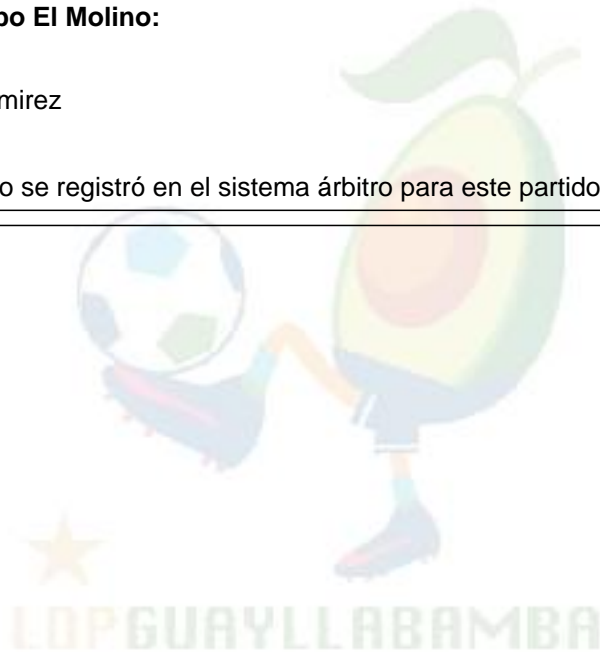 po El Molino:
mirez
o se registró en el sistema árbitro para este partido
LDPGUAYLLABAMBA